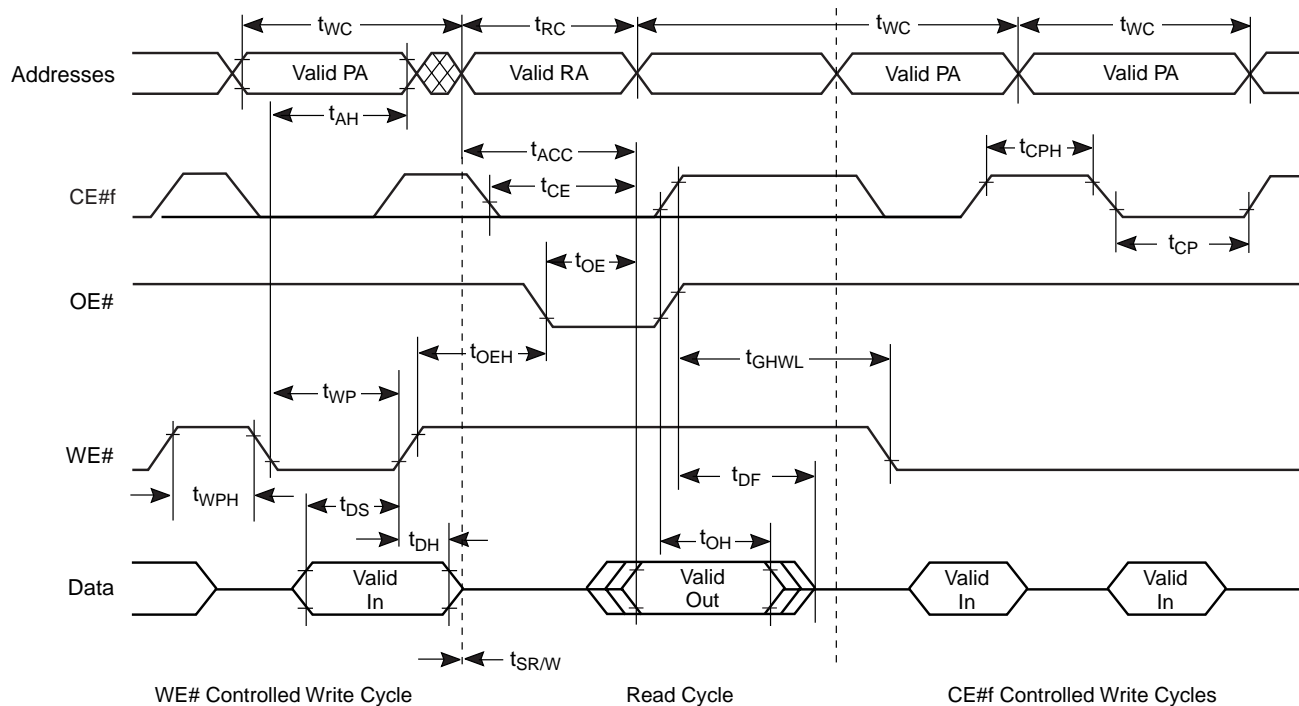 tWC tRC tWC tWC
Addresses Valid PA Valid RA Valid PA Valid PA
tAH
tACC
tCPH
CE#f tCE
tCP
tOE
OE#
tOEH tGHWL
tWP
WE#
tDF
tWPH tDS
tDH tOH
Data Valid In Valid Out Valid In Valid In
tSR/W
WE# Controlled Write Cycle Read Cycle CE#f Controlled Write Cycles